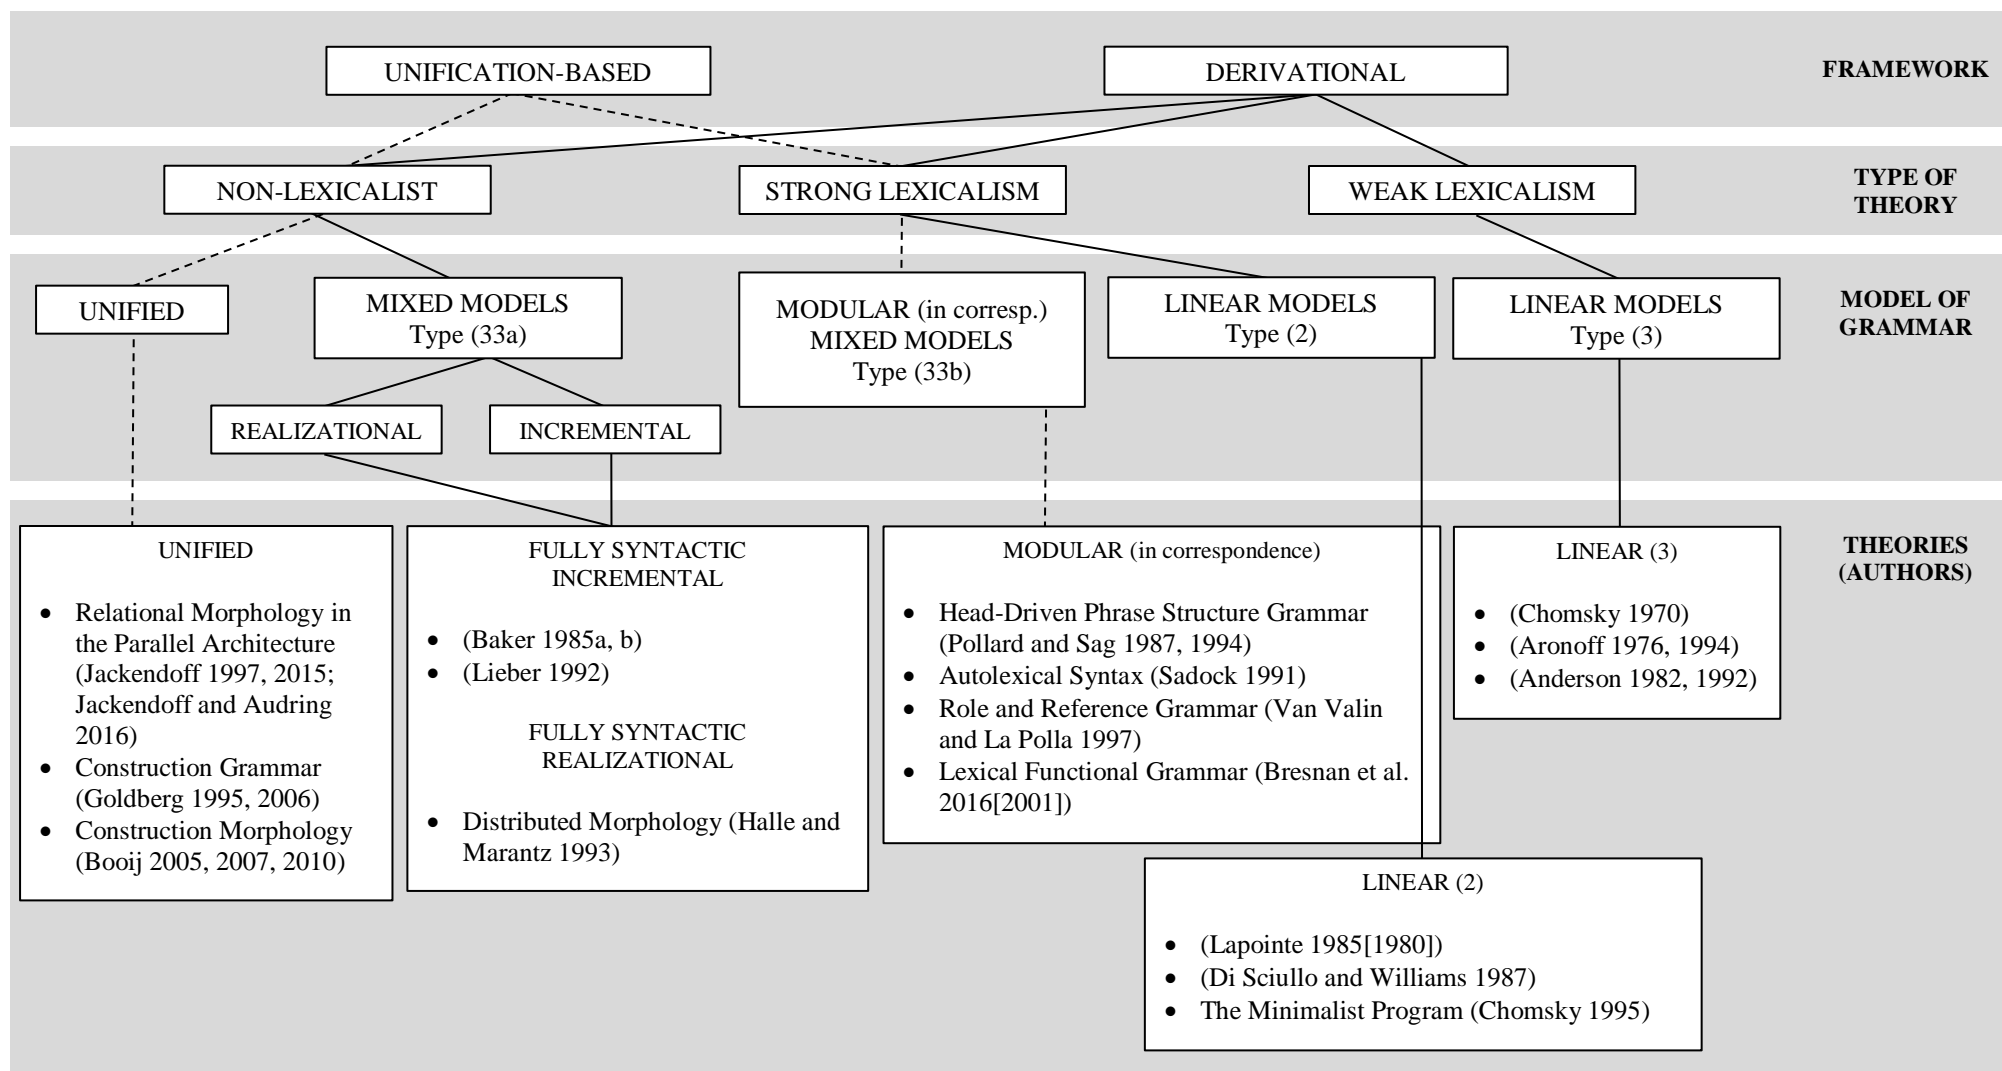 UNIFICATION-BASED
DERIVATIONAL
FRAMEWORK
NON-LEXICALIST
STRONG LEXICALISM
WEAK LEXICALISM
TYPE OF
THEORY
UNIFIED
MIXED MODELS
Type (33a)
MODULAR (in corresp.)
MIXED MODELS
Type (33b)
LINEAR MODELS
Type (2)
LINEAR MODELS
Type (3)
MODEL OF
GRAMMAR
REALIZATIONAL
INCREMENTAL
UNIFIED
• Relational Morphology in
the Parallel Architecture
(Jackendoff 1997, 2015;
Jackendoff and Audring
2016)
• Construction Grammar
(Goldberg 1995, 2006)
• Construction Morphology
(Booij 2005, 2007, 2010)
FULLY SYNTACTIC
INCREMENTAL
• (Baker 1985a, b)
• (Lieber 1992)
FULLY SYNTACTIC
REALIZATIONAL
• Distributed Morphology (Halle and
Marantz 1993)
MODULAR (in correspondence)
• Head-Driven Phrase Structure Grammar
(Pollard and Sag 1987, 1994)
• Autolexical Syntax (Sadock 1991)
• Role and Reference Grammar (Van Valin
and La Polla 1997)
• Lexical Functional Grammar (Bresnan et al.
2016[2001])
LINEAR (3)
• (Chomsky 1970)
• (Aronoff 1976, 1994)
• (Anderson 1982, 1992)
THEORIES
(AUTHORS)
LINEAR (2)
• (Lapointe 1985[1980])
• (Di Sciullo and Williams 1987)
• The Minimalist Program (Chomsky 1995)